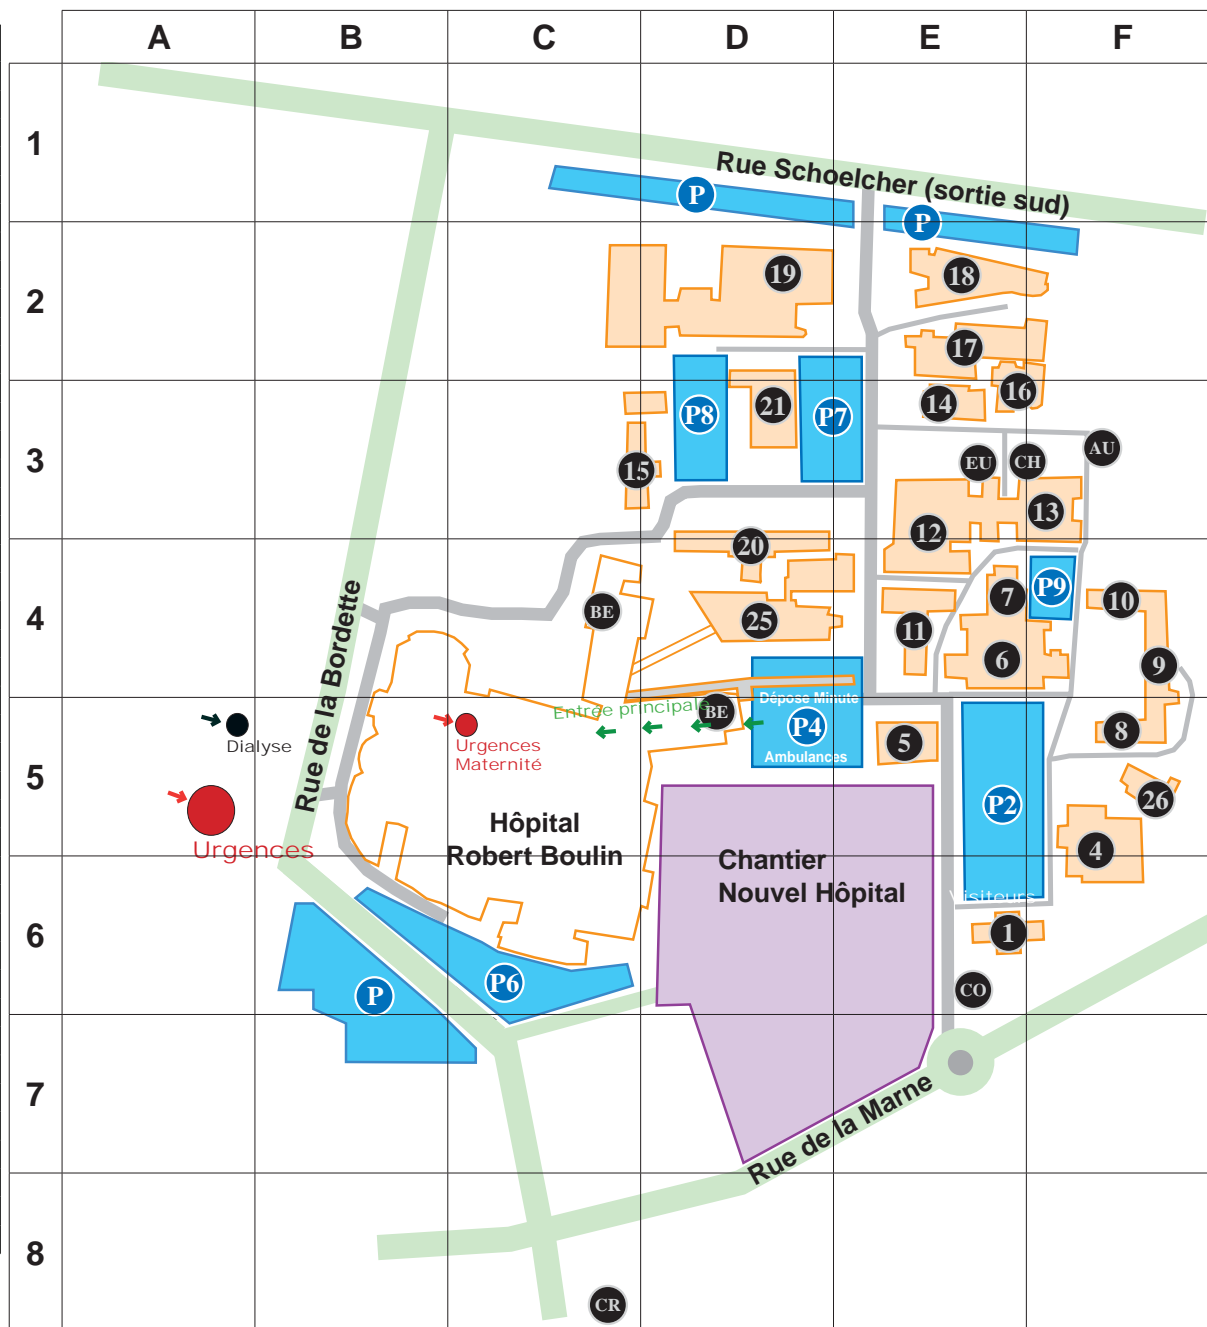 A B C D E F
1
Rue Schoelcher (sortie sud)
P
P
2
19
18
17
16
14
21
P8
P7
3
15
EU
CH
AU
13
12
20
P9
7
10
4
BE
25
11
6
9
Rue de la Bordette
Entrée principale
BE
Dépose Minute
P4
Ambulances
5
8
Dialyse
Urgences
Maternité
5
P2
26
Urgences
Hôpital
Robert Boulin
Chantier
Nouvel Hôpital
4
Visiteurs
1
6
P6
P
CO
7
Rue de la Marne
8
CR